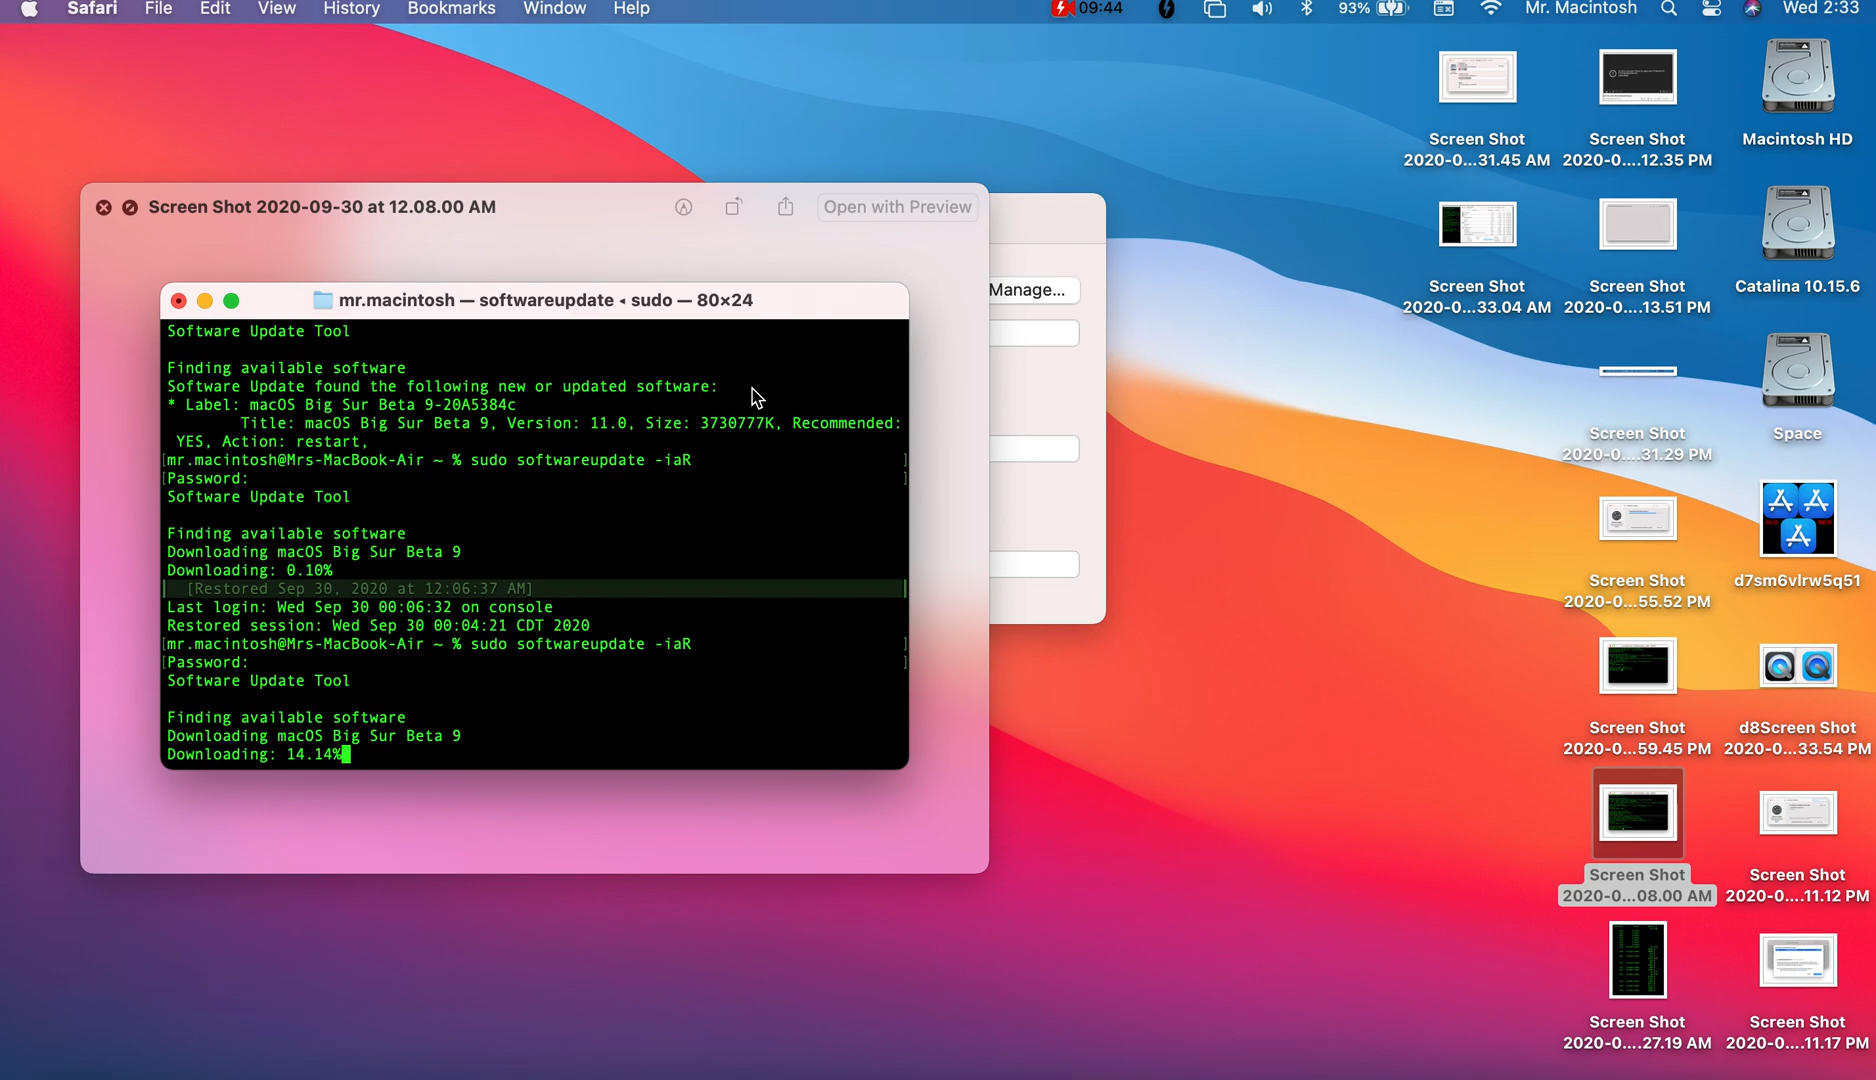 Safari File Edit View History Bookmarks Window Help 09:44 93% Mr. Macintosh Wed 2:33
Screen Shot 2020-09-30 at 12.08.00 AM Open with Preview
Manage...
mr.macintosh — softwareupdate ◂ sudo — 80×24
Software Update Tool
Finding available software
Software Update found the following new or updated software:
* Label: macOS Big Sur Beta 9-20A5384c
Title: macOS Big Sur Beta 9, Version: 11.0, Size: 3730777K, Recommended:
YES, Action: restart,
[mr.macintosh@Mrs-MacBook-Air ~ % sudo softwareupdate -iaR ]
[Password: ]
Software Update Tool
Finding available software
Downloading macOS Big Sur Beta 9
Downloading: 0.10%
[Restored Sep 30, 2020 at 12:06:37 AM]
Last login: Wed Sep 30 00:06:32 on console
Restored session: Wed Sep 30 00:04:21 CDT 2020
[mr.macintosh@Mrs-MacBook-Air ~ % sudo softwareupdate -iaR ]
[Password: ]
Software Update Tool
Finding available software
Downloading macOS Big Sur Beta 9
Downloading: 14.14%
Screen Shot
2020-0...31.45 AM
Screen Shot
2020-0....12.35 PM
Macintosh HD
Screen Shot
2020-0...33.04 AM
Screen Shot
2020-0....13.51 PM
Catalina 10.15.6
Screen Shot
2020-0....31.29 PM
Space
Screen Shot
2020-0...55.52 PM
d7sm6vlrw5q51
Screen Shot
2020-0...59.45 PM
d8Screen Shot
2020-0...33.54 PM
Screen Shot
2020-0...08.00 AM
Screen Shot
2020-0....11.12 PM
Screen Shot
2020-0....27.19 AM
Screen Shot
2020-0....11.17 PM